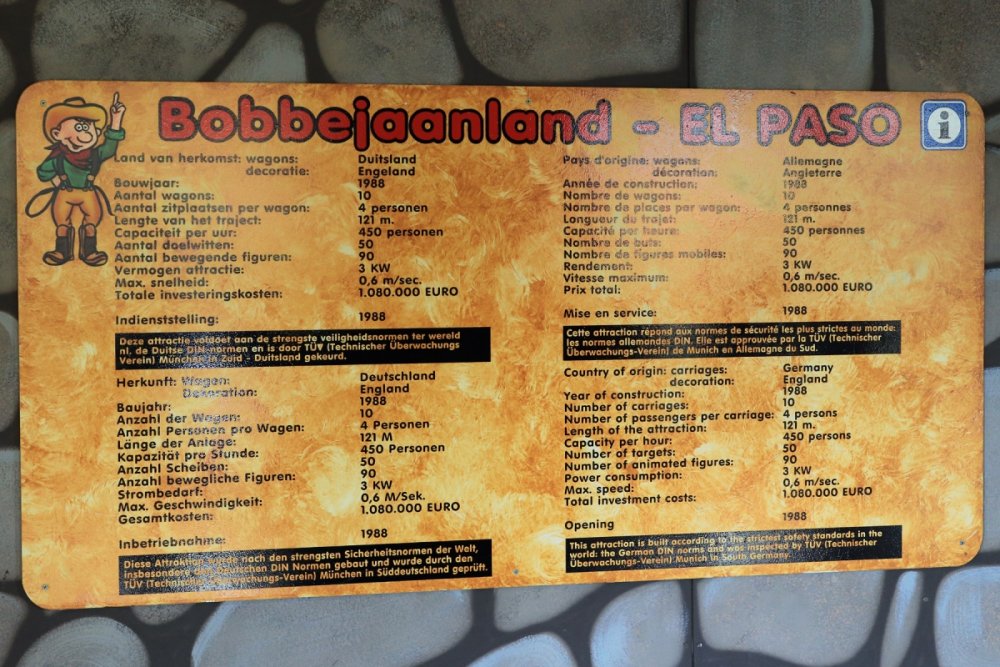 Bobbejaanland - EL PASO
i
Land van herkomst: wagons: Duitsland
decoratie: Engeland
Bouwjaar: 1988
Aantal wagons: 10
Aantal zitplaatsen per wagon: 4 personen
Lengte van het traject: 121 m.
Capaciteit per uur: 450 personen
Aantal doelwitten: 50
Aantal bewegende figuren: 90
Vermogen attractie: 3 KW
Max. snelheid: 0,6 m/sec.
Totale investeringskosten: 1.080.000 EURO
Indienststelling: 1988
Deze attractie voldoet aan de strengste veiligheidsnormen ter wereld
nl. de Duitse DIN-normen en is door TÜV (Technischer Überwachungs
Verein) München in Zuid - Duitsland gekeurd.
Pays d'origine: wagons: Allemagne
décoration: Angleterre
Année de construction: 1988
Nombre de wagons: 10
Nombre de places par wagon: 4 personnes
Longueur du trajet: 121 m.
Capacité par heure: 450 personnes
Nombre de buts: 50
Nombre de figures mobiles: 90
Rendement: 3 KW
Vitesse maximum: 0,6 m/sec.
Prix total: 1.080.000 EURO
Mise en service: 1988
Cette attraction répond aux normes de sécurité les plus strictes au monde:
les normes allemandes DIN. Elle est approuvée par la TÜV (Technischer
Überwachungs-Verein) de Munich en Allemagne du Sud.
Herkunft: Wagen: Deutschland
Dekoration: England
Baujahr: 1988
Anzahl der Wagen: 10
Anzahl Personen pro Wagen: 4 Personen
Länge der Anlage: 121 M
Kapazität pro Stunde: 450 Personen
Anzahl Scheiben: 50
Anzahl bewegliche Figuren: 90
Strombedarf: 3 KW
Max. Geschwindigkeit: 0,6 M/Sek.
Gesamtkosten: 1.080.000 EURO
Inbetriebnahme: 1988
Diese Attraktion wurde nach den strengsten Sicherheitsnormen der Welt,
insbesondere der Deutschen DIN Normen gebaut und wurde durch den
TÜV (Technischer Überwachungs-Verein) München in Süddeutschland geprüft.
Country of origin: carriages: Germany
decoration: England
Year of construction: 1988
Number of carriages: 10
Number of passengers per carriage: 4 persons
Length of the attraction: 121 m.
Capacity per hour: 450 persons
Number of targets: 50
Number of animated figures: 90
Power consumption: 3 KW
Max. speed: 0,6 m/sec.
Total investment costs: 1.080.000 EURO
Opening 1988
This attraction is built according to the strictest safety standards in the
world: the German DIN norms and was inspected by TÜV (Technischer
Überwachungs-Verein) Munich in South Germany.